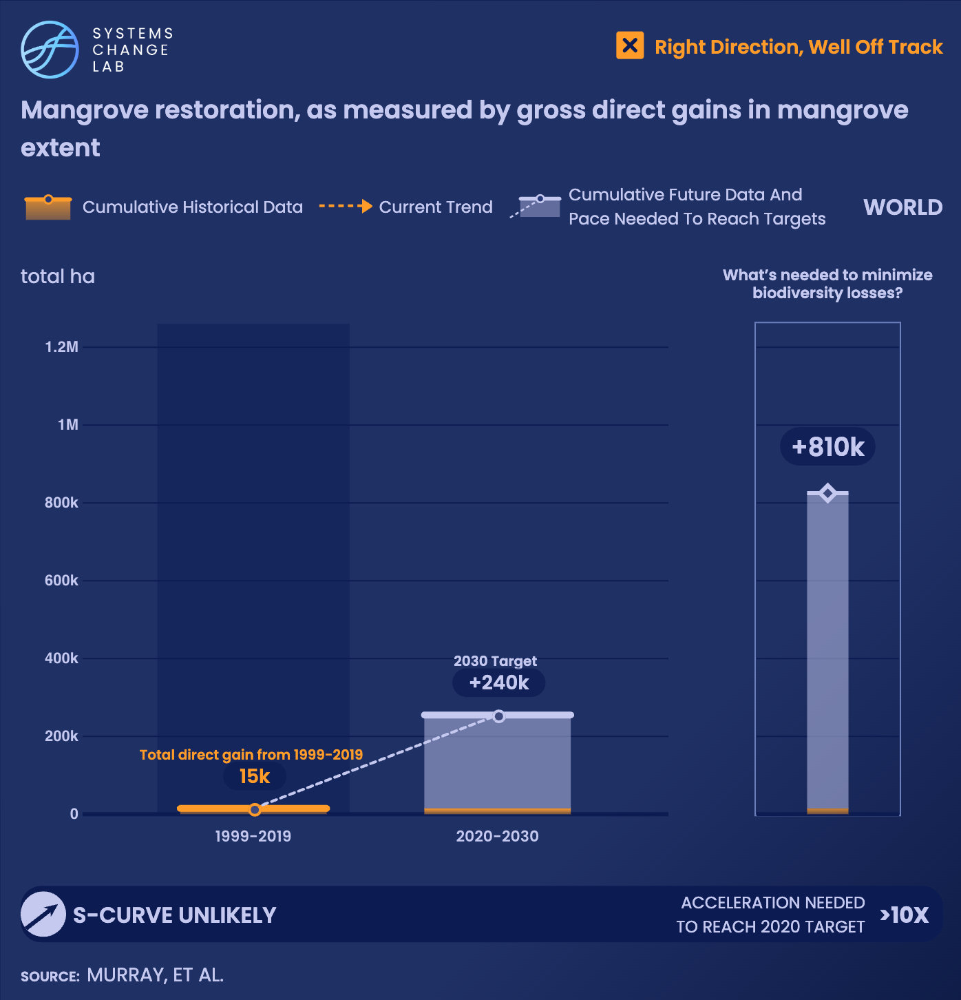 SYSTEMS
CHANGE
LAB
Right Direction, Well Off Track
Mangrove restoration, as measured by gross direct gains in mangrove
extent
Cumulative Historical Data
Current Trend
Cumulative Future Data And
Pace Needed To Reach Targets
WORLD
total ha
What's needed to minimize
biodiversity losses?
1.2M
1M
+810k
800k
600k
400k
2030 Target
+240k
200k
Total direct gain from 1999-2019
15k
0
1999-2019
2020-2030
S-CURVE UNLIKELY
ACCELERATION NEEDED
TO REACH 2020 TARGET
>10X
SOURCE: MURRAY, ET AL.